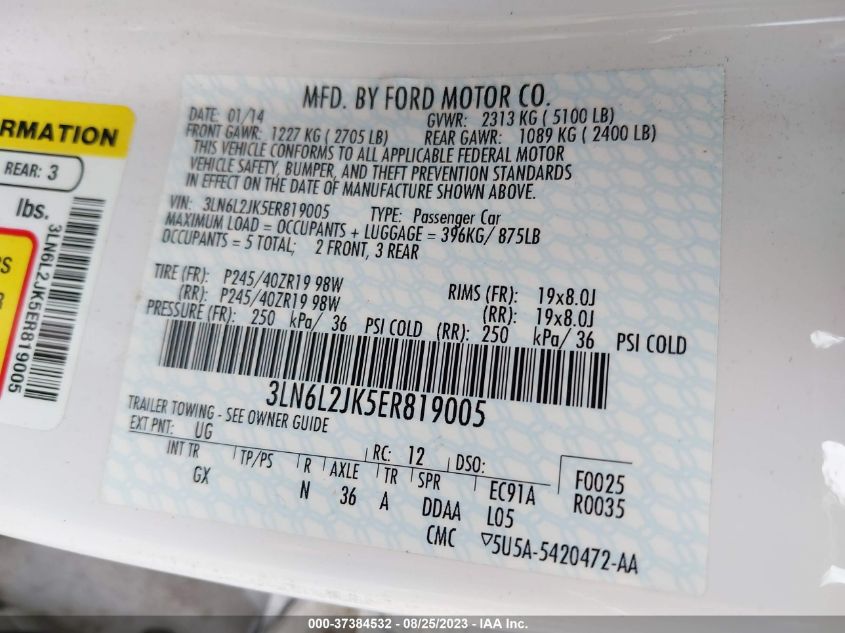 MFD. BY FORD MOTOR CO.
DATE: 01/14 GVWR: 2313 KG ( 5100 LB)
FRONT GAWR: 1227 KG ( 2705 LB) REAR GAWR: 1089 KG ( 2400 LB)
THIS VEHICLE CONFORMS TO ALL APPLICABLE FEDERAL MOTOR
VEHICLE SAFETY, BUMPER, AND THEFT PREVENTION STANDARDS
IN EFFECT ON THE DATE OF MANUFACTURE SHOWN ABOVE.
VIN: 3LN6L2JK5ER819005 TYPE: Passenger Car
MAXIMUM LOAD = OCCUPANTS + LUGGAGE = 396KG/ 875LB
OCCUPANTS = 5 TOTAL; 2 FRONT, 3 REAR
TIRE (FR): P245/40ZR19 98W RIMS (FR): 19x8.0J
(RR): P245/40ZR19 98W (RR): 19x8.0J
PRESSURE (FR): 250 kPa/ 36 PSI COLD (RR): 250 kPa/ 36 PSI COLD
3LN6L2JK5ER819005
TRAILER TOWING - SEE OWNER GUIDE
EXT PNT: UG RC: 12 DSO:
INT TR TP/PS R AXLE TR SPR EC91A F0025
GX N 36 A DDAA L05 R0035
CMC ▽5U5A-5420472-AA
RMATION
REAR: 3
lbs.
3LN6L2JK5ER819005
000-37384532 - 08/25/2023 - IAA Inc.